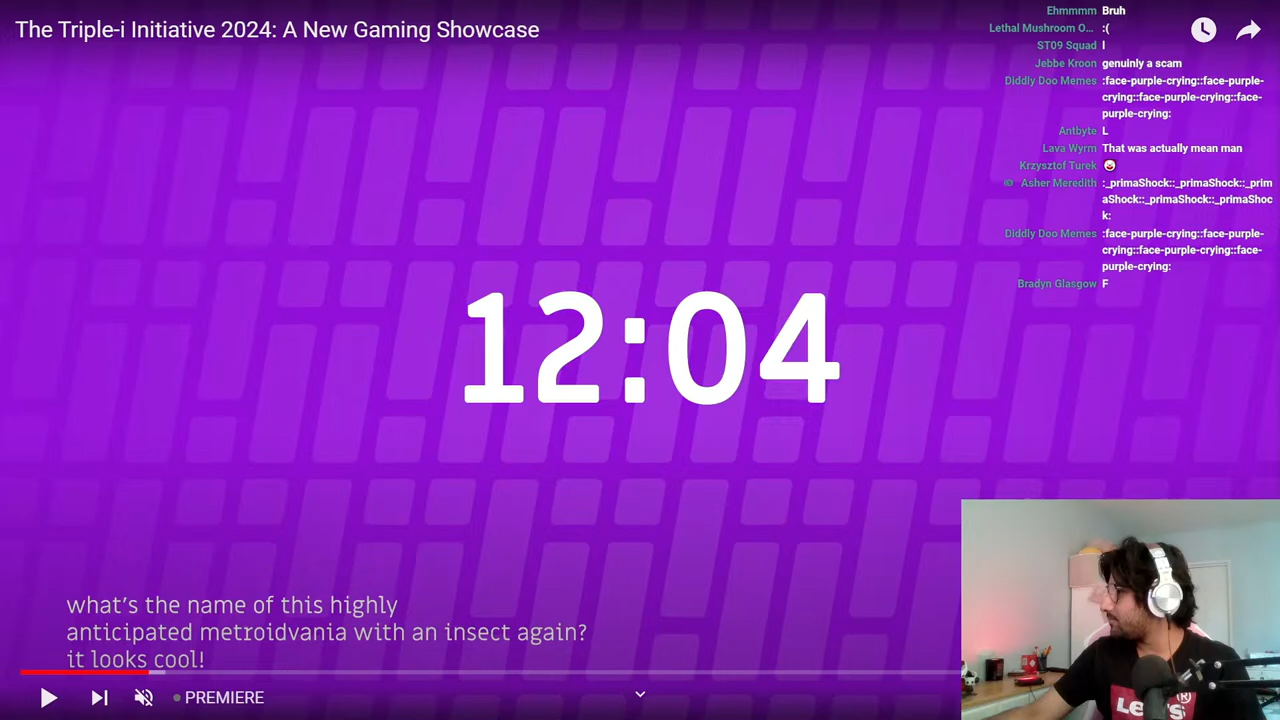 The Triple-i Initiative 2024: A New Gaming Showcase
Ehmmmm Bruh
Lethal Mushroom O... :(
ST09 Squad I
Jebbe Kroon genuinly a scam
Diddly Doo Memes :face-purple-crying::face-purple-
crying::face-purple-crying::face-
purple-crying:
Antbyte L
Lava Wyrm That was actually mean man
Krzysztof Turek 🤡
Asher Meredith :_primaShock::_primaShock::_prim
aShock::_primaShock::_primaShoc
k:
Diddly Doo Memes :face-purple-crying::face-purple-
crying::face-purple-crying::face-
purple-crying:
Bradyn Glasgow F
12:04
what's the name of this highly
anticipated metroidvania with an insect again?
it looks cool!
PREMIERE
Levi's
®